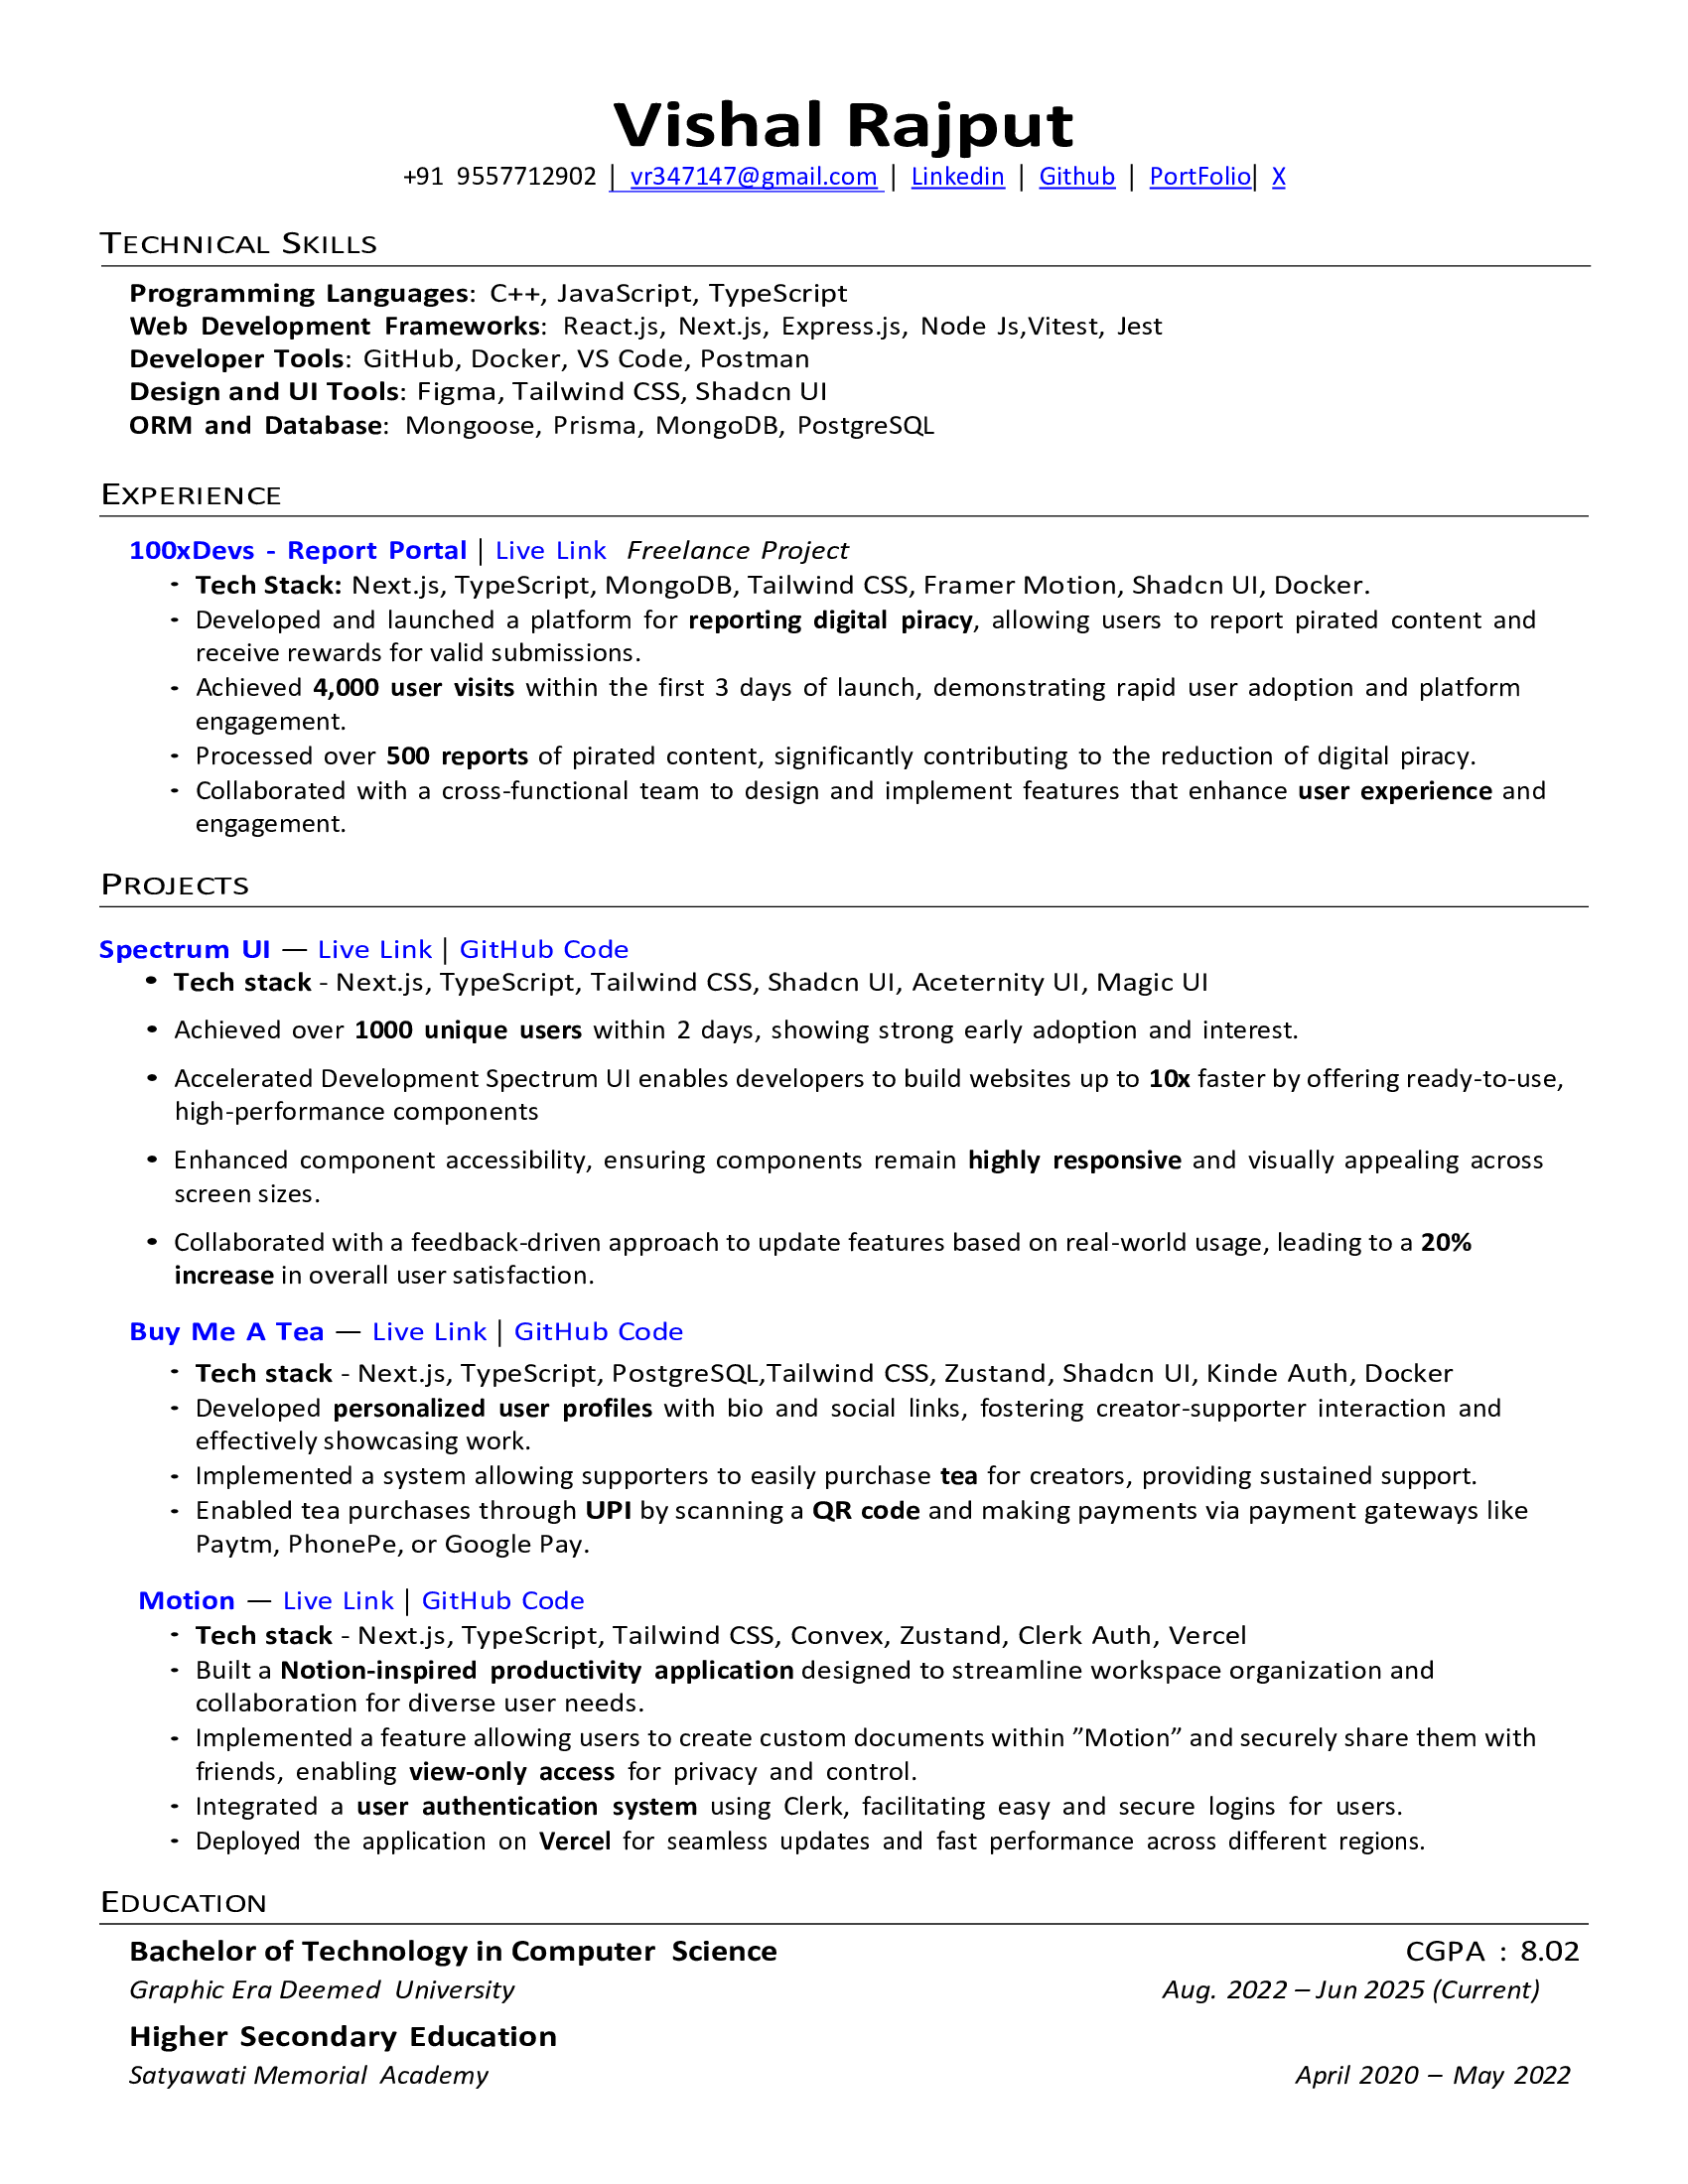 Vishal Rajput
+91 9557712902 | vr347147@gmail.com | Linkedin | Github | PortFolio| X
TECHNICAL SKILLS
Programming Languages: C++, JavaScript, TypeScript
Web Development Frameworks: React.js, Next.js, Express.js, Node Js,Vitest, Jest
Developer Tools: GitHub, Docker, VS Code, Postman
Design and UI Tools: Figma, Tailwind CSS, Shadcn UI
ORM and Database: Mongoose, Prisma, MongoDB, PostgreSQL
EXPERIENCE
100xDevs - Report Portal | Live Link Freelance Project
- Tech Stack: Next.js, TypeScript, MongoDB, Tailwind CSS, Framer Motion, Shadcn UI, Docker.
- Developed and launched a platform for reporting digital piracy, allowing users to report pirated content and
receive rewards for valid submissions.
- Achieved 4,000 user visits within the first 3 days of launch, demonstrating rapid user adoption and platform
engagement.
- Processed over 500 reports of pirated content, significantly contributing to the reduction of digital piracy.
- Collaborated with a cross-functional team to design and implement features that enhance user experience and
engagement.
PROJECTS
Spectrum UI — Live Link | GitHub Code
• Tech stack - Next.js, TypeScript, Tailwind CSS, Shadcn UI, Aceternity UI, Magic UI
• Achieved over 1000 unique users within 2 days, showing strong early adoption and interest.
• Accelerated Development Spectrum UI enables developers to build websites up to 10x faster by offering ready-to-use,
high-performance components
• Enhanced component accessibility, ensuring components remain highly responsive and visually appealing across
screen sizes.
• Collaborated with a feedback-driven approach to update features based on real-world usage, leading to a 20%
increase in overall user satisfaction.
Buy Me A Tea — Live Link | GitHub Code
- Tech stack - Next.js, TypeScript, PostgreSQL,Tailwind CSS, Zustand, Shadcn UI, Kinde Auth, Docker
- Developed personalized user profiles with bio and social links, fostering creator-supporter interaction and
effectively showcasing work.
- Implemented a system allowing supporters to easily purchase tea for creators, providing sustained support.
- Enabled tea purchases through UPI by scanning a QR code and making payments via payment gateways like
Paytm, PhonePe, or Google Pay.
Motion — Live Link | GitHub Code
- Tech stack - Next.js, TypeScript, Tailwind CSS, Convex, Zustand, Clerk Auth, Vercel
- Built a Notion-inspired productivity application designed to streamline workspace organization and
collaboration for diverse user needs.
- Implemented a feature allowing users to create custom documents within ”Motion” and securely share them with
friends, enabling view-only access for privacy and control.
- Integrated a user authentication system using Clerk, facilitating easy and secure logins for users.
- Deployed the application on Vercel for seamless updates and fast performance across different regions.
EDUCATION
Bachelor of Technology in Computer Science CGPA : 8.02
Graphic Era Deemed University Aug. 2022 – Jun 2025 (Current)
Higher Secondary Education
Satyawati Memorial Academy April 2020 – May 2022